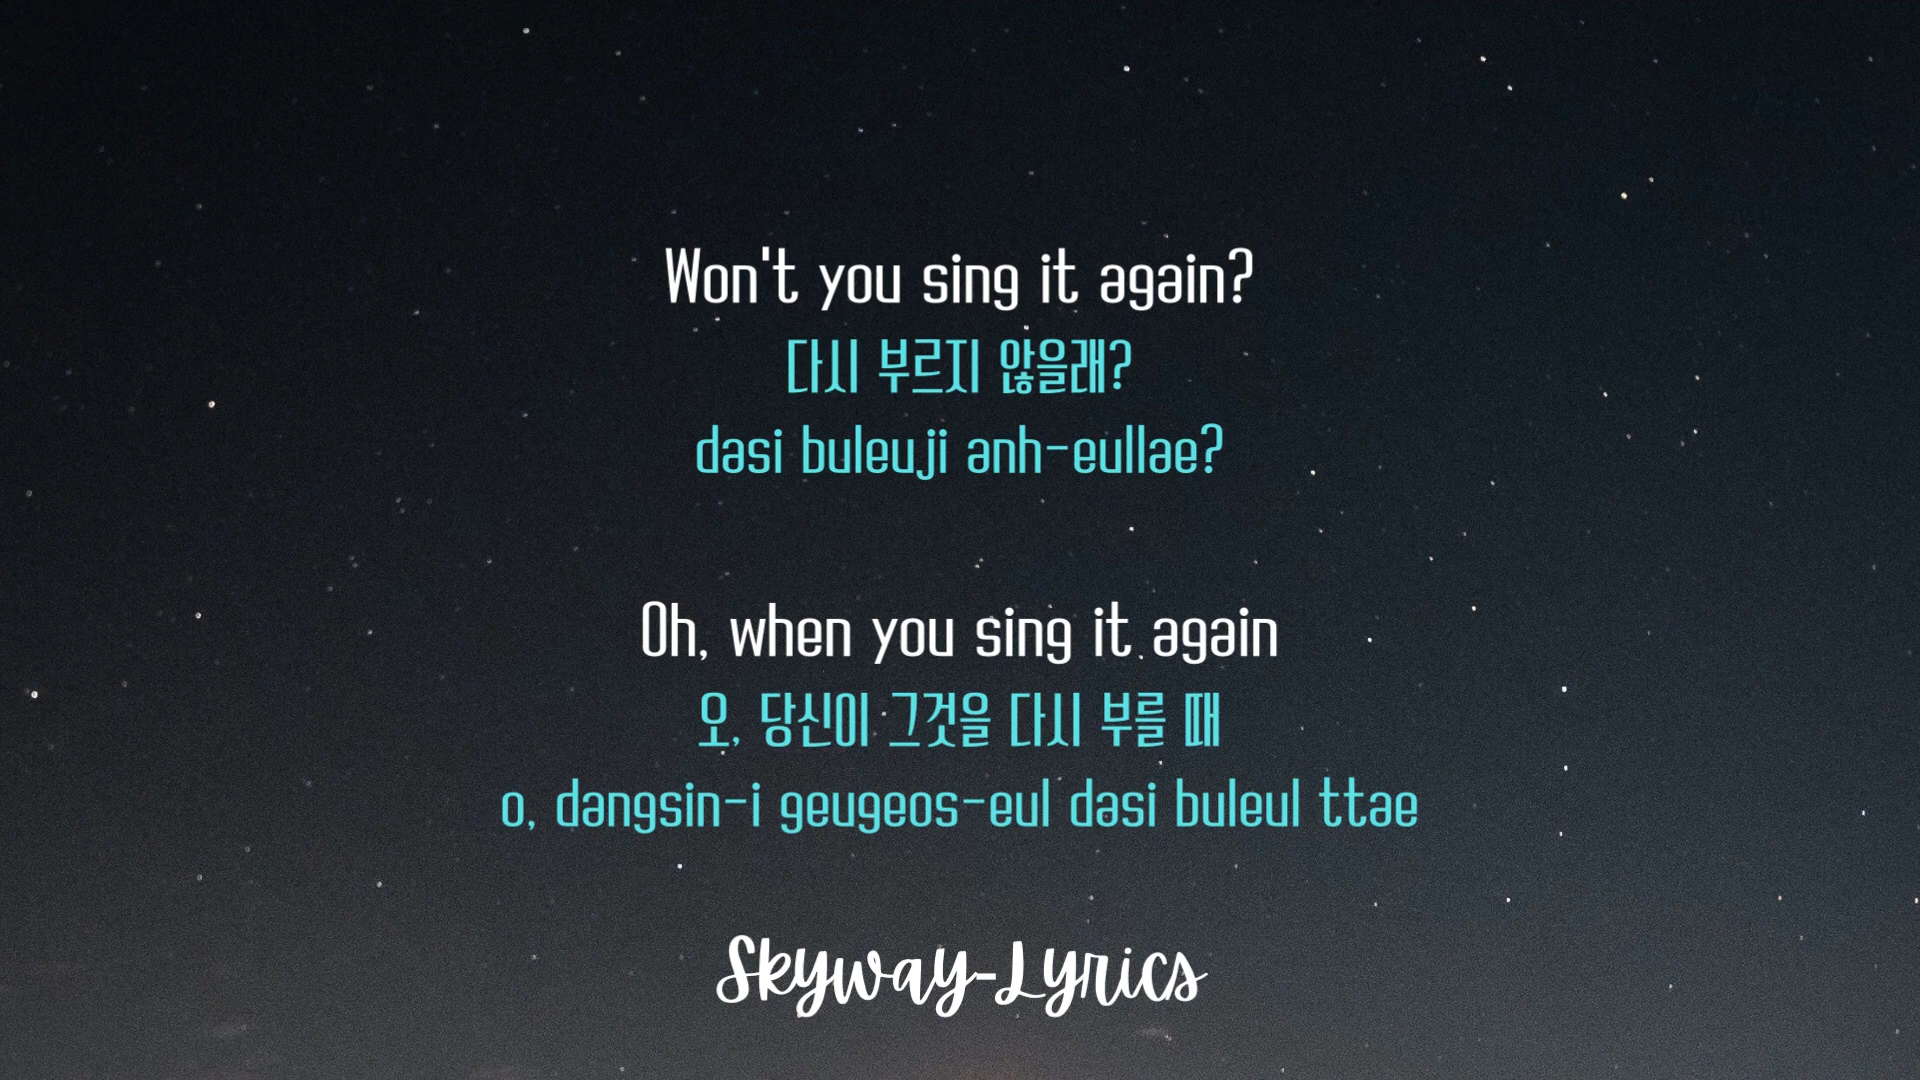 Won't you sing it again?
다시 부르지 않을래?
dasi buleuji anh-eullae?
Oh, when you sing it again
오, 당신이 그것을 다시 부를 때
o, dangsin-i geugeos-eul dasi buleul ttae
Skyway-Lyrics